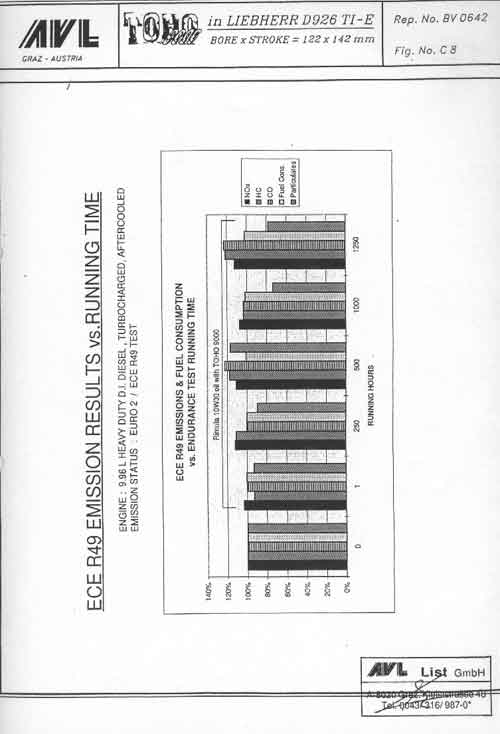 AVL
GRAZ - AUSTRIA
TOHO
in LIEBHERR D926 TI-E
BORE x STROKE = 122 x 142 mm
Rep. No. BV 0642
Fig. No. C 8
ECE R49 EMISSION RESULTS vs. RUNNING TIME
ENGINE : 9.96 L HEAVY DUTY D.I. DIESEL, TURBOCHARGED, AFTERCOOLED
EMISSION STATUS : EURO 2 / ECE R49 TEST
ECE R49 EMISSIONS & FUEL CONSUMPTION
vs. ENDURANCE TEST RUNNING TIME
Rimula 10W30 oil with TOHO 9000
140%
120%
100%
80%
60%
40%
20%
0%
0
1
250
500
1000
1250
RUNNING HOURS
NOx
HC
CO
Fuel Cons.
Particulates
AVL List GmbH
A-8020 Graz, Kleiststrasse 48
Tel. 0043/316/ 987-0*